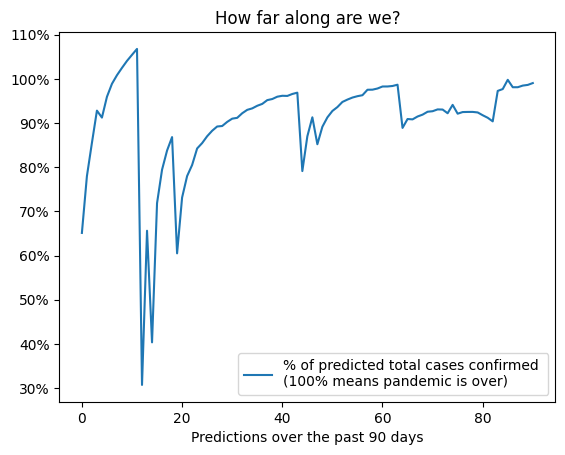 How far along are we?
110%
100%
90%
80%
70%
60%
50%
40%
30%
% of predicted total cases confirmed
(100% means pandemic is over)
0 20 40 60 80
Predictions over the past 90 days